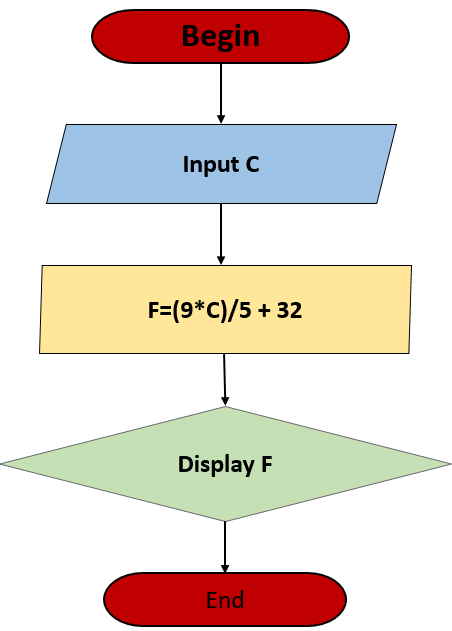 Begin
Input C
F=(9*C)/5 + 32
Display F
End